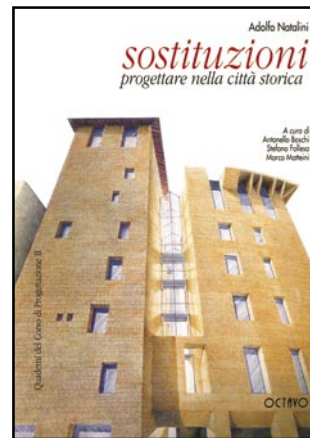 Adolfo Natalini
sostituzioni
progettare nella città storica
A cura di
Antonello Boschi
Stefano Follesa
Marco Matteini
Quaderni del Corso di Progettazione II
OCTAVO